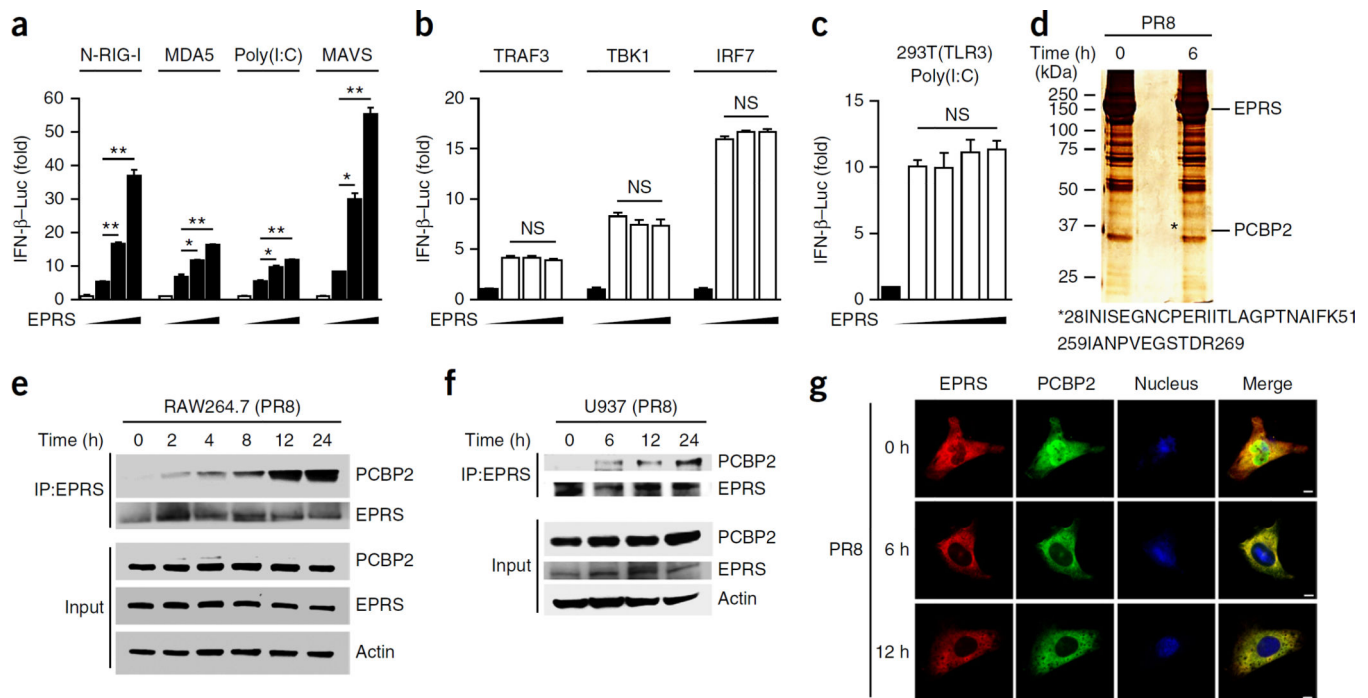 a
N-RIG-I MDA5 Poly(I:C) MAVS
IFN-β–Luc (fold)
60
50
40
30
20
10
0
** ** ** * ** * ** *
EPRS
b
TRAF3 TBK1 IRF7
IFN-β–Luc (fold)
20
15
10
5
0
NS NS NS
EPRS
c
293T(TLR3)
Poly(I:C)
IFN-β–Luc (fold)
15
10
5
0
NS
EPRS
d
PR8
Time (h) 0 6
(kDa)
250
150
100
75
50
37
25
EPRS
* PCBP2
*28INISEGNCPERIITLAGPTNAIFK51
259IANPVEGSTDR269
e
RAW264.7 (PR8)
Time (h) 0 2 4 8 12 24
IP:EPRS
PCBP2
EPRS
Input
PCBP2
EPRS
Actin
f
U937 (PR8)
Time (h) 0 6 12 24
IP:EPRS
PCBP2
EPRS
Input
PCBP2
EPRS
Actin
g
EPRS PCBP2 Nucleus Merge
PR8
0 h
6 h
12 h